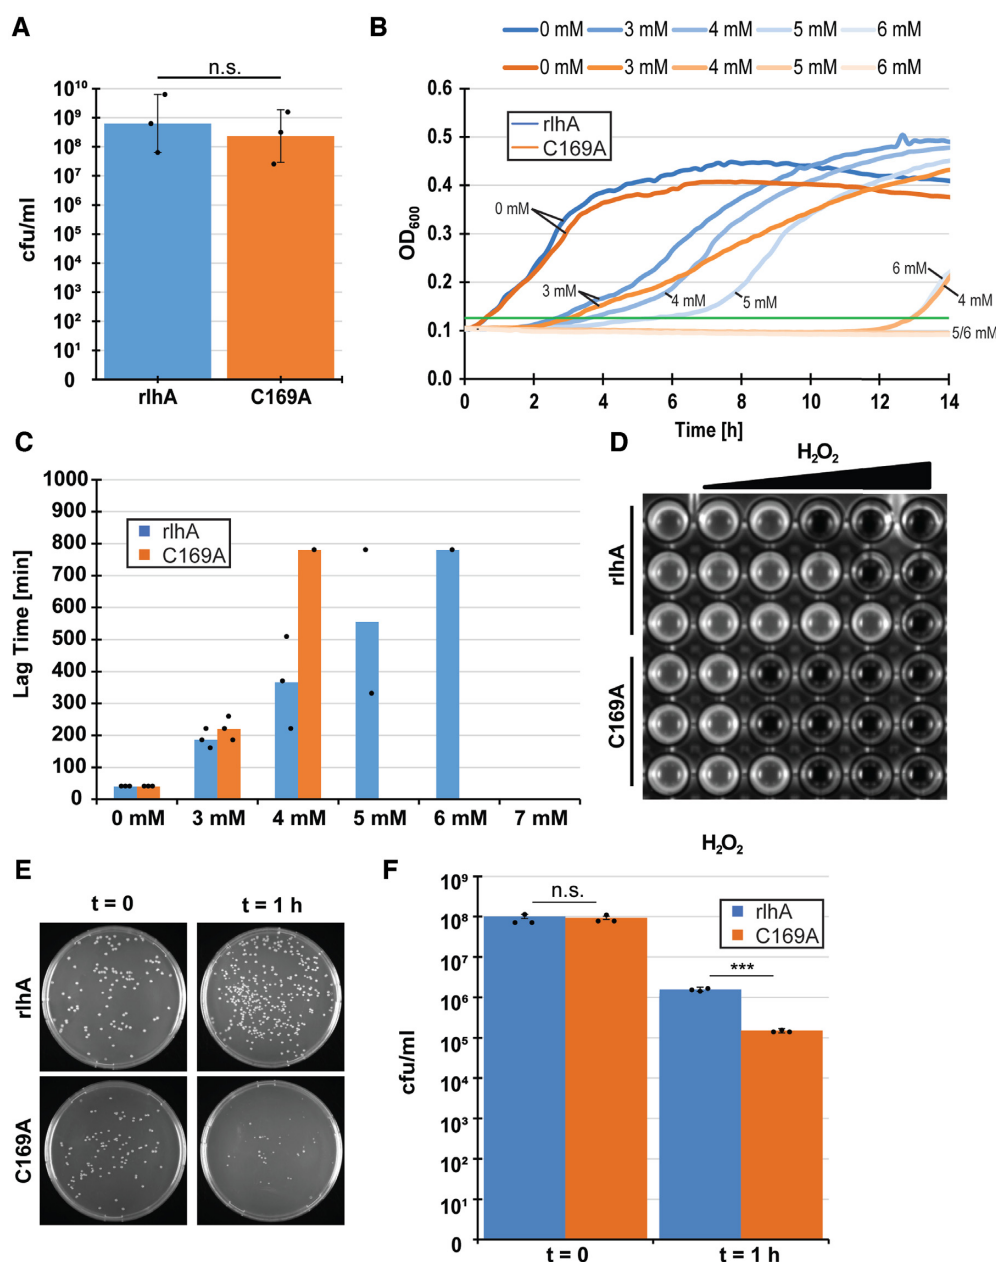 A
n.s.
10¹⁰
10⁹
10⁸
10⁷
10⁶
10⁵
10⁴
10³
10²
10¹
0
cfu/ml
rlhA
C169A
B
0 mM 3 mM 4 mM 5 mM 6 mM
0 mM 3 mM 4 mM 5 mM 6 mM
0.6
0.5
0.4
0.3
0.2
0.1
0.0
OD₆₀₀
rlhA
C169A
0 mM
3 mM
4 mM
5 mM
6 mM
4 mM
5/6 mM
0 2 4 6 8 10 12 14
Time [h]
C
1000
900
800
700
600
500
400
300
200
100
0
Lag Time [min]
rlhA
C169A
0 mM 3 mM 4 mM 5 mM 6 mM 7 mM
D
H₂O₂
rlhA
C169A
E
t = 0 t = 1 h
rlhA
C169A
F
H₂O₂
10⁹
10⁸
10⁷
10⁶
10⁵
10⁴
10³
10²
10¹
0
cfu/ml
n.s.
rlhA
C169A
***
t = 0 t = 1 h